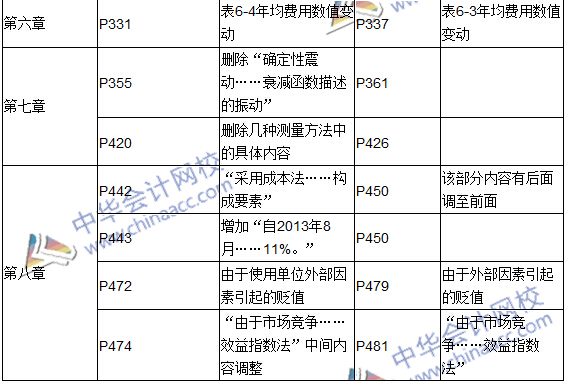 第六章
P331
表6-4年均费用数值变
动
P337
表6-3年均费用数值
变动
第七章
P355
删除“确定性震
动……衰减函数描述
的振动”
P361
P420
删除几种测量方法中
的具体内容
P426
第八章
P442
“采用成本法……构
成要素”
P450
该部分内容有后面
调至前面
P443
增加“自2013年8
月……11%。”
P450
P472
由于使用单位外部因
素引起的贬值
P479
由于外部因素引起
的贬值
P474
“由于市场竞争……
效益指数法”中间内
容调整
P481
“由于市场竞
争……效益指数
法”
中华会计网校
www.chinaacc.com
中华会计网校
www.chinaacc.com